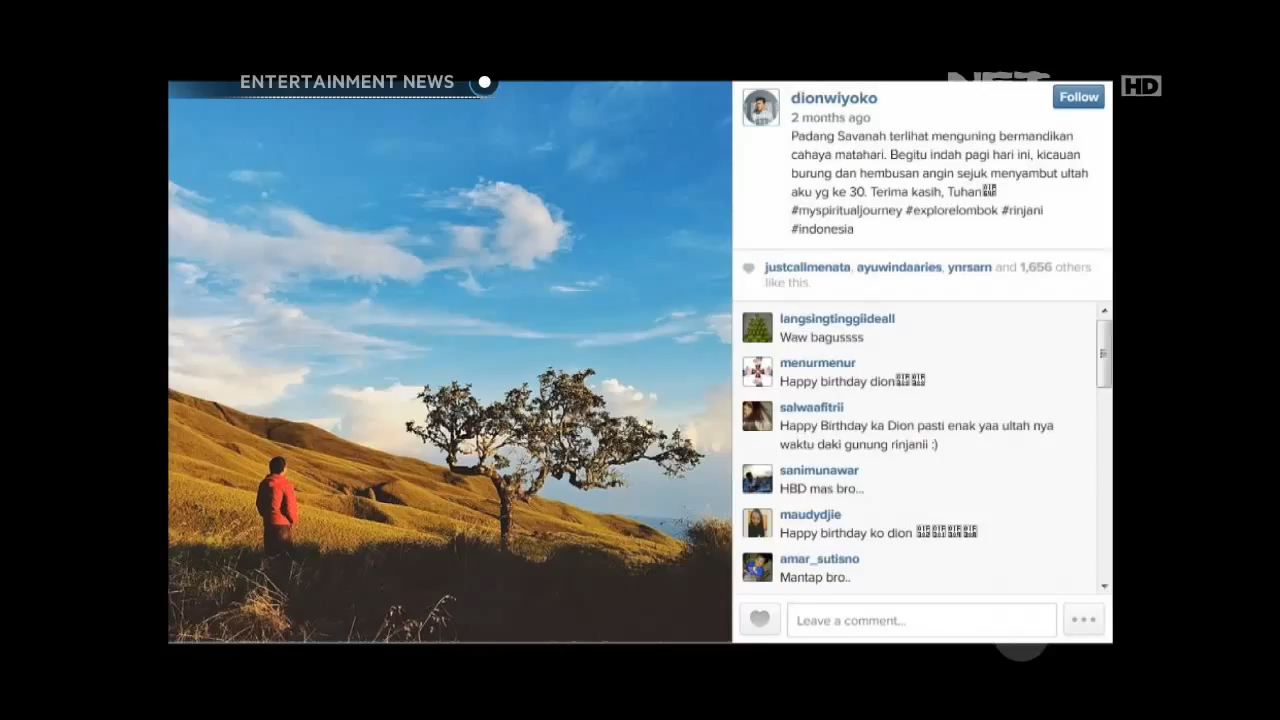 ENTERTAINMENT NEWS
NET
HD
dionwiyoko
Follow
2 months ago
Padang Savanah terlihat menguning bermandikan
cahaya matahari. Begitu indah pagi hari ini, kicauan
burung dan hembusan angin sejuk menyambut ultah
aku yg ke 30. Terima kasih, Tuhan
#myspiritualjourney #explorelombok #rinjani
#indonesia
justcallmenata, ayuwindaaries, ynrsarn and 1,656 others
like this.
langsingtinggiideall
Waw bagussss
menurmenur
Happy birthday dion
salwaafitrii
Happy Birthday ka Dion pasti enak yaa ultah nya
waktu daki gunung rinjanii :)
sanimunawar
HBD mas bro...
maudydjie
Happy birthday ko dion
amar_sutisno
Mantap bro..
Leave a comment...